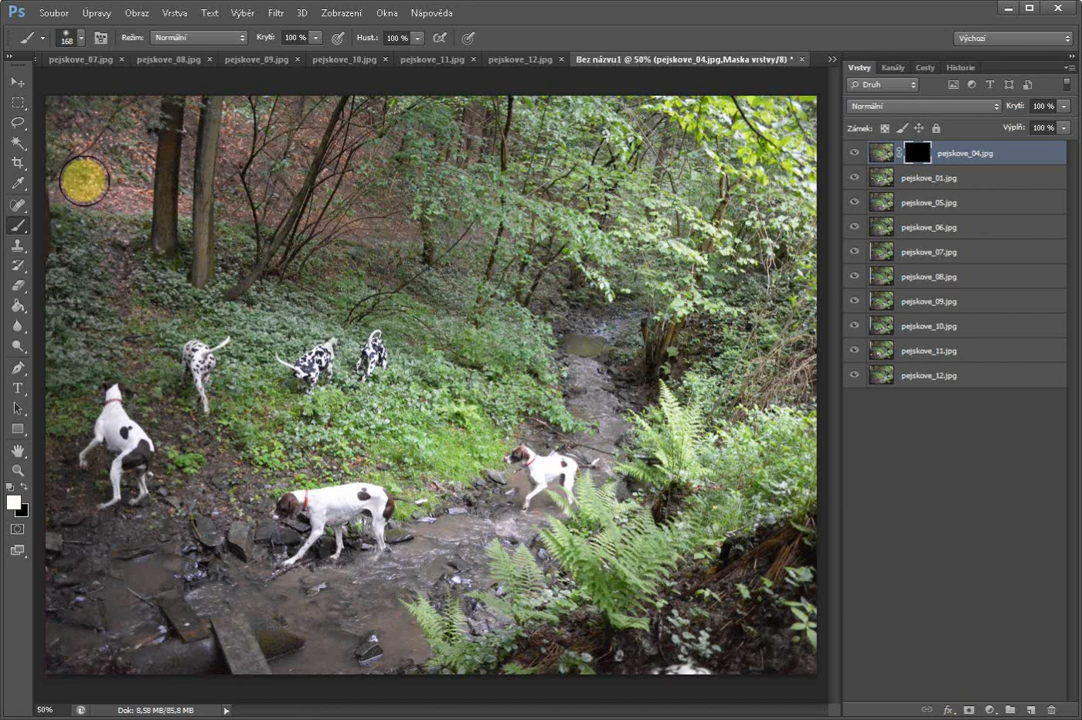 Ps Soubor Úpravy Obraz Vrstva Text Výběr Filtr 3D Zobrazení Okna Nápověda
168 Režim: Normální Krytí: 100 % Hust.: 100 % Výchozí
pejskove_07.jpg pejskove_08.jpg pejskove_09.jpg pejskove_10.jpg pejskove_11.jpg pejskove_12.jpg Bez názvu1 @ 50% (pejskove_04.jpg,Maska vrstvy/8) *
Vrstvy Kanály Cesty Historie
Druh
Normální Krytí: 100 %
Zámek: Výplň: 100 %
pejskove_04.jpg
pejskove_01.jpg
pejskove_05.jpg
pejskove_06.jpg
pejskove_07.jpg
pejskove_08.jpg
pejskove_09.jpg
pejskove_10.jpg
pejskove_11.jpg
pejskove_12.jpg
50% Dok: 8,58 MB/85,8 MB
fx